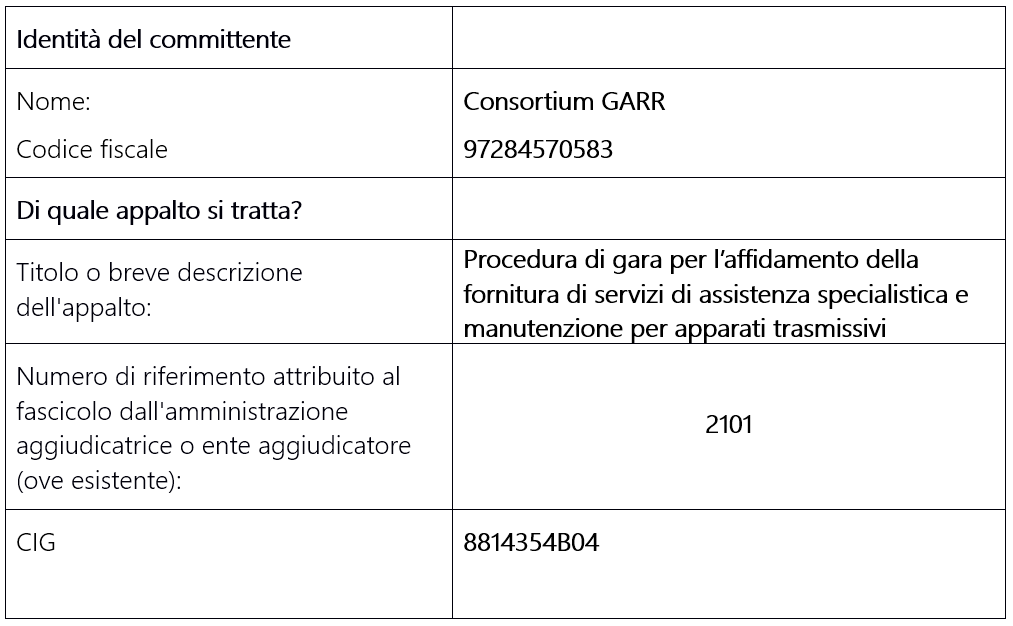 Identità del committente
Nome:
Consortium GARR
Codice fiscale
97284570583
Di quale appalto si tratta?
Titolo o breve descrizione
dell'appalto:
Procedura di gara per l’affidamento della
fornitura di servizi di assistenza specialistica e
manutenzione per apparati trasmissivi
Numero di riferimento attribuito al
fascicolo dall'amministrazione
aggiudicatrice o ente aggiudicatore
(ove esistente):
2101
CIG
8814354B04